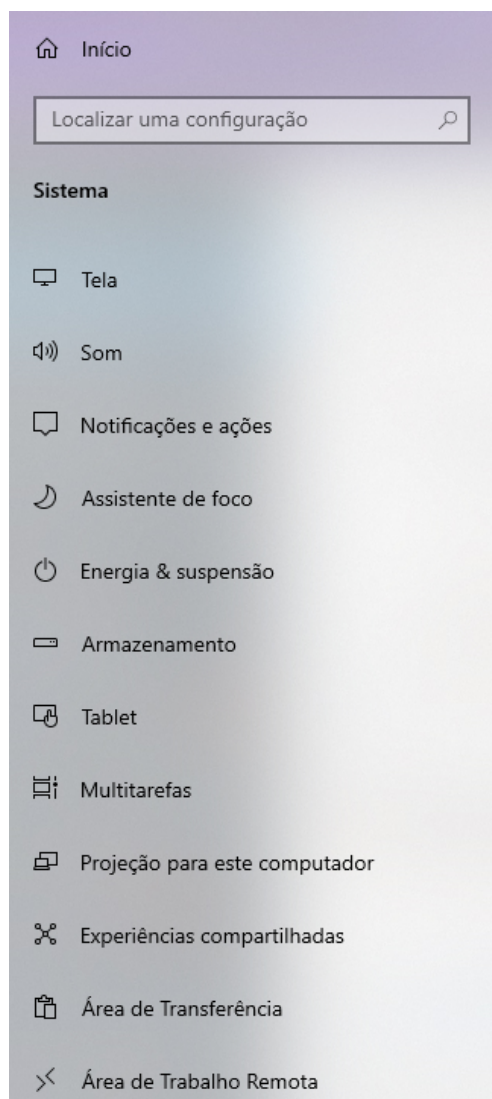 Início
Localizar uma configuração
Sistema
Tela
Som
Notificações e ações
Assistente de foco
Energia & suspensão
Armazenamento
Tablet
Multitarefas
Projeção para este computador
Experiências compartilhadas
Área de Transferência
Área de Trabalho Remota